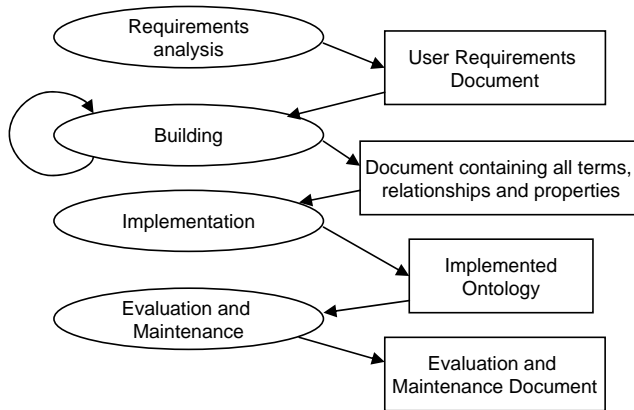 Requirements
analysis
User Requirements
Document
Building
Document containing all terms,
relationships and properties
Implementation
Implemented
Ontology
Evaluation and
Maintenance
Evaluation and
Maintenance Document